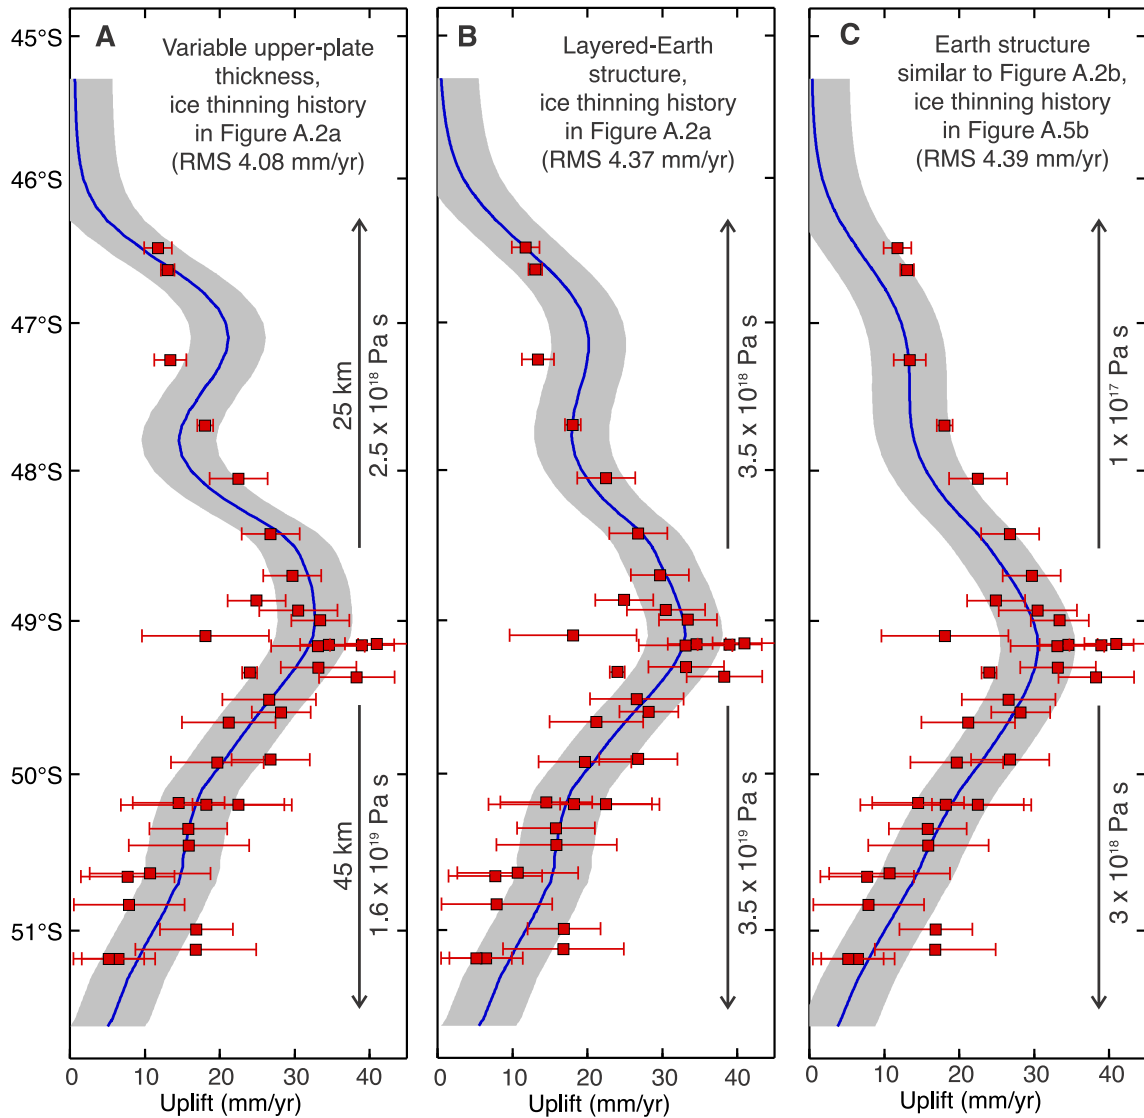 45°S
46°S
47°S
48°S
49°S
50°S
51°S
A
Variable upper-plate
thickness,
ice thinning history
in Figure A.2a
(RMS 4.08 mm/yr)
25 km
2.5 x 10¹⁸ Pa s
45 km
1.6 x 10¹⁹ Pa s
0 10 20 30 40
Uplift (mm/yr)
B
Layered-Earth
structure,
ice thinning history
in Figure A.2a
(RMS 4.37 mm/yr)
3.5 x 10¹⁸ Pa s
3.5 x 10¹⁹ Pa s
0 10 20 30 40
Uplift (mm/yr)
C
Earth structure
similar to Figure A.2b,
ice thinning history
in Figure A.5b
(RMS 4.39 mm/yr)
1 x 10¹⁷ Pa s
3 x 10¹⁸ Pa s
0 10 20 30 40
Uplift (mm/yr)